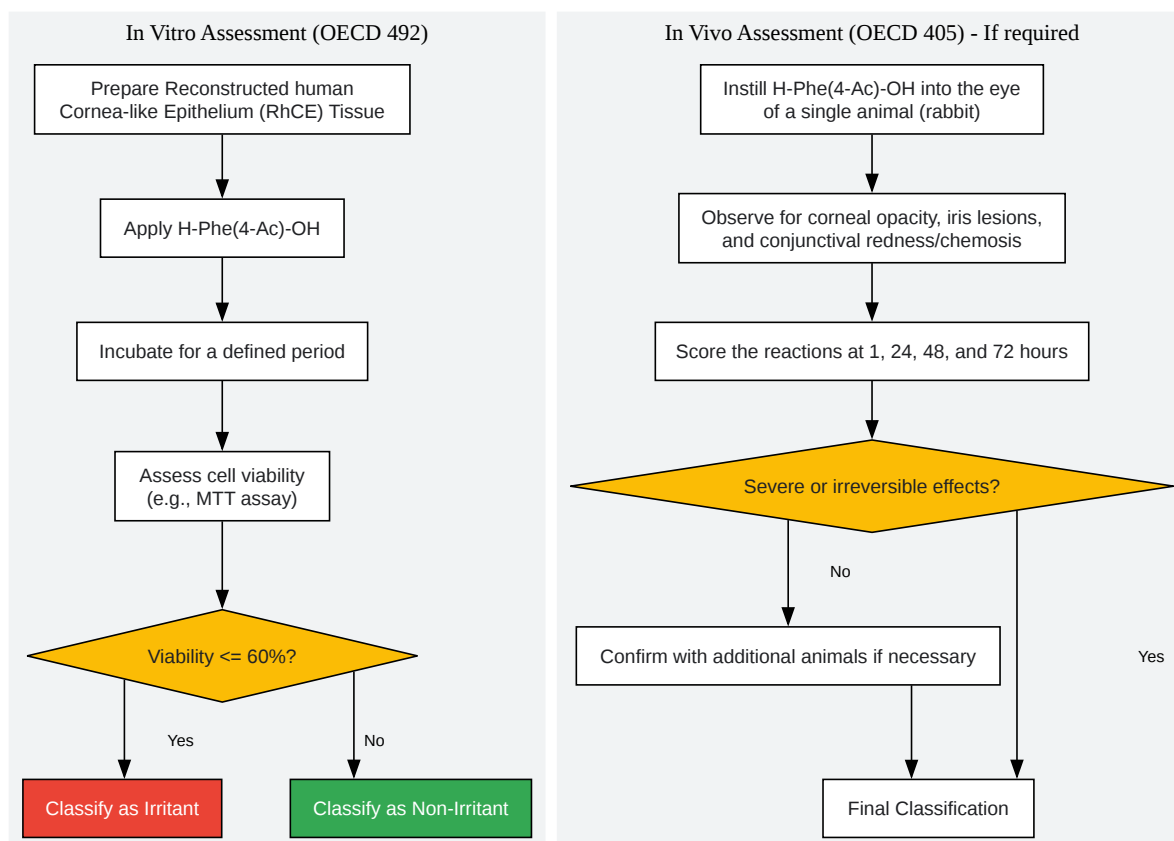 In Vitro Assessment (OECD 492)
Prepare Reconstructed human
Cornea-like Epithelium (RhCE) Tissue
Apply H-Phe(4-Ac)-OH
Incubate for a defined period
Assess cell viability
(e.g., MTT assay)
Viability <= 60%?
Yes
No
Classify as Irritant
Classify as Non-Irritant
In Vivo Assessment (OECD 405) - If required
Instill H-Phe(4-Ac)-OH into the eye
of a single animal (rabbit)
Observe for corneal opacity, iris lesions,
and conjunctival redness/chemosis
Score the reactions at 1, 24, 48, and 72 hours
Severe or irreversible effects?
No
Confirm with additional animals if necessary
Yes
Final Classification